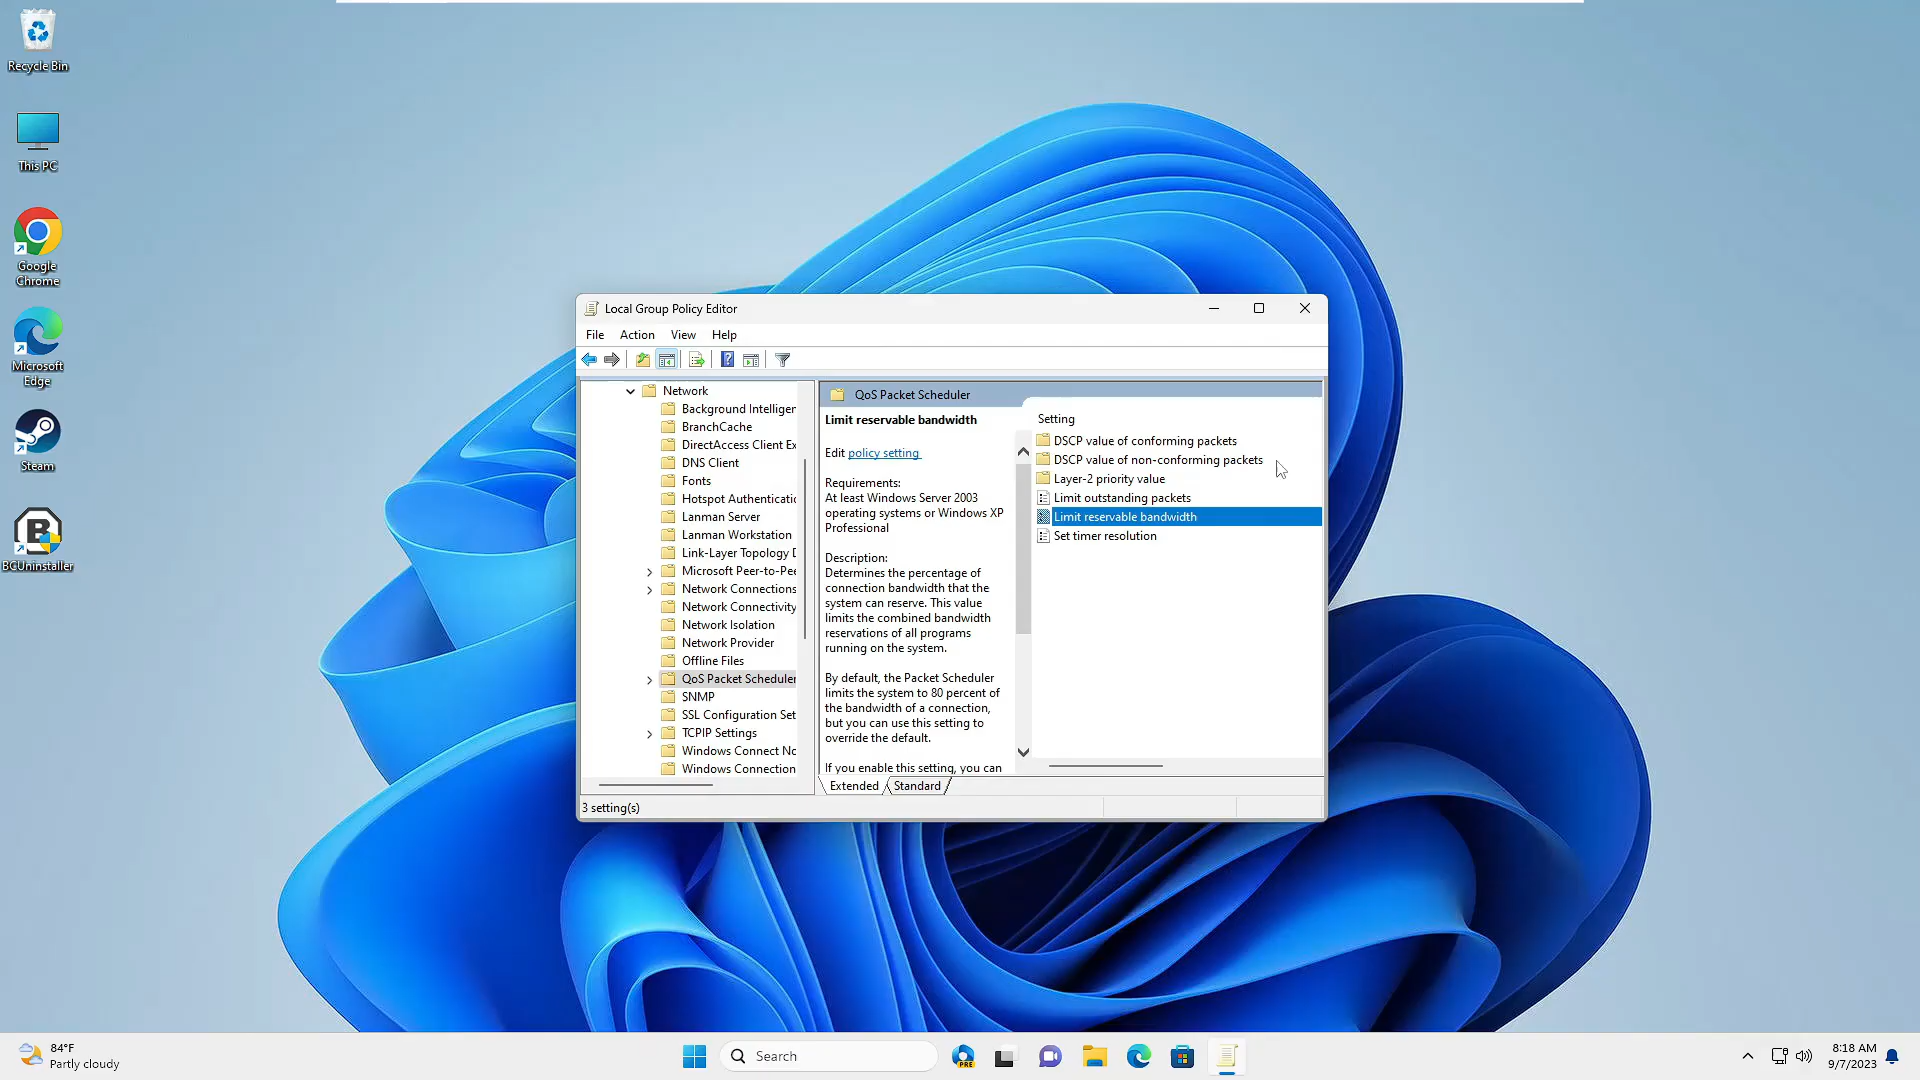 Recycle Bin
This PC
Google
Chrome
Microsoft
Edge
Steam
BCUninstaller
Local Group Policy Editor
File Action View Help
Network
Background Intelligen
BranchCache
DirectAccess Client Ex
DNS Client
Fonts
Hotspot Authenticatio
Lanman Server
Lanman Workstation
Link-Layer Topology D
Microsoft Peer-to-Pee
Network Connections
Network Connectivity
Network Isolation
Network Provider
Offline Files
QoS Packet Scheduler
SNMP
SSL Configuration Set
TCPIP Settings
Windows Connect No
Windows Connection
QoS Packet Scheduler
Limit reservable bandwidth
Edit policy setting
Requirements:
At least Windows Server 2003
operating systems or Windows XP
Professional
Description:
Determines the percentage of
connection bandwidth that the
system can reserve. This value
limits the combined bandwidth
reservations of all programs
running on the system.
By default, the Packet Scheduler
limits the system to 80 percent of
the bandwidth of a connection,
but you can use this setting to
override the default.
If you enable this setting, you can
Setting
DSCP value of conforming packets
DSCP value of non-conforming packets
Layer-2 priority value
Limit outstanding packets
Limit reservable bandwidth
Set timer resolution
Extended Standard
3 setting(s)
84°F
Partly cloudy
Search
PRE
8:18 AM
9/7/2023